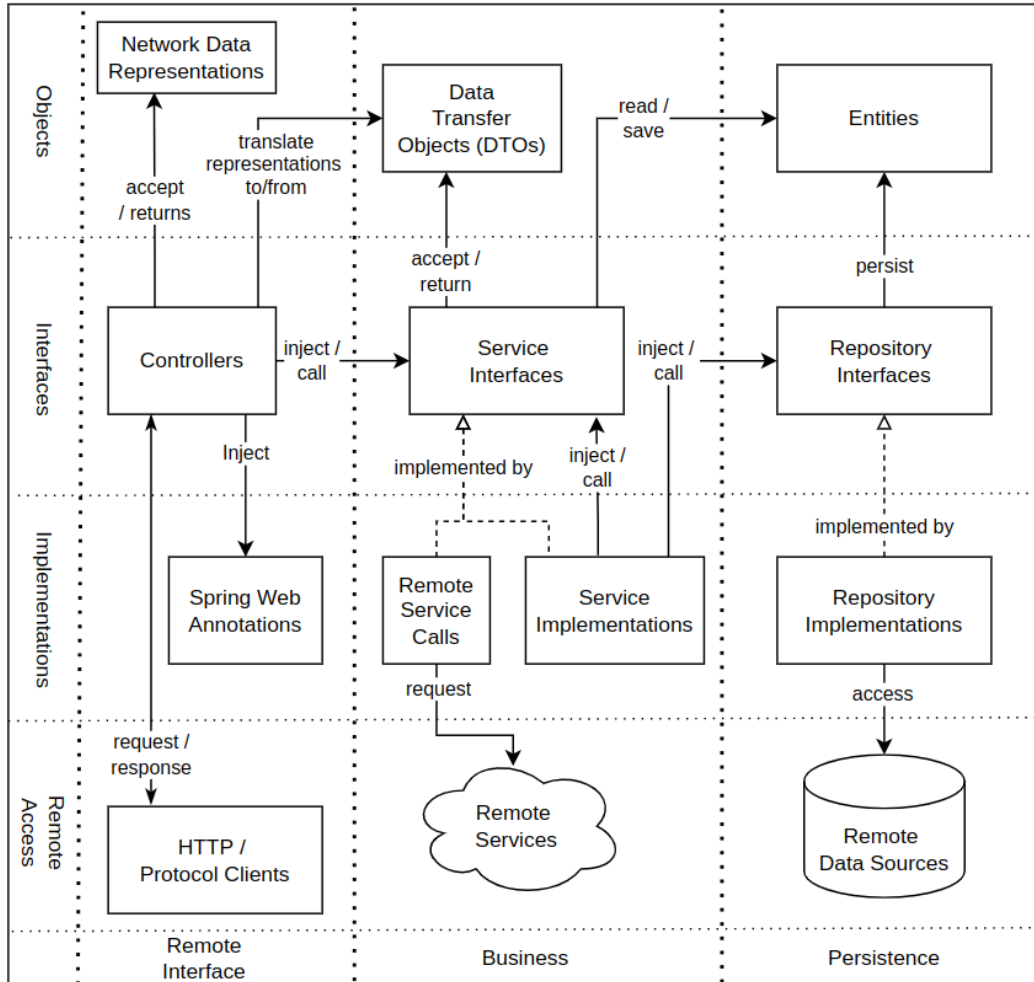 Objects
Network Data
Representations
Data
Transfer
Objects (DTOs)
Entities
read /
save
translate
representations
to/from
accept
/ returns
Interfaces
accept /
return
persist
Controllers
inject /
call
Service
Interfaces
inject /
call
Repository
Interfaces
Inject
implemented by
inject /
call
Implementations
implemented by
Spring Web
Annotations
Remote
Service
Calls
Service
Implementations
Repository
Implementations
request
access
Remote
Access
request /
response
HTTP /
Protocol Clients
Remote
Services
Remote
Data Sources
Remote
Interface
Business
Persistence